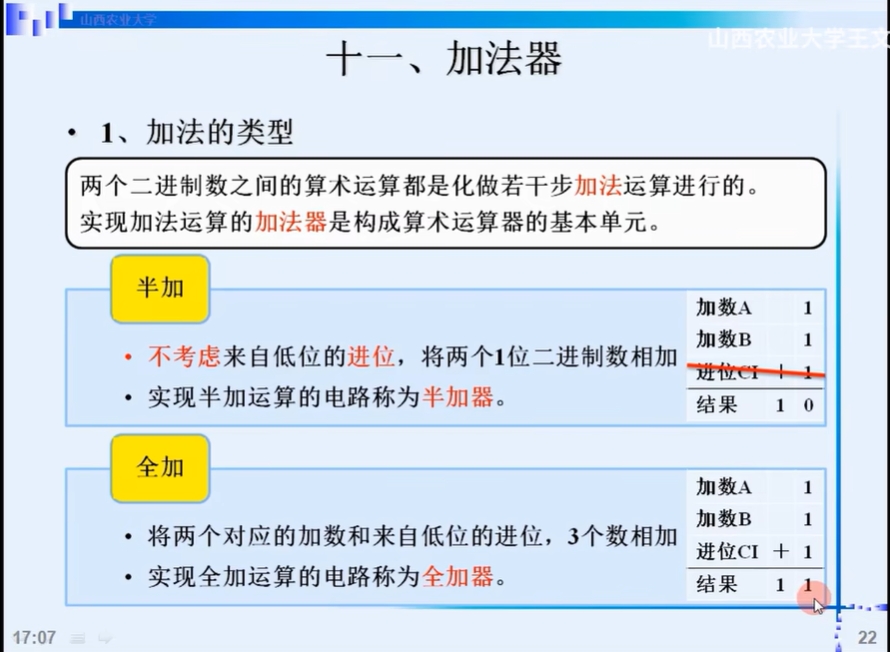 山西农业大学
山西农业大学王文
十一、加法器
• 1、加法的类型
两个二进制数之间的算术运算都是化做若干步加法运算进行的。
实现加法运算的加法器是构成算术运算器的基本单元。
半加
• 不考虑来自低位的进位，将两个1位二进制数相加
• 实现半加运算的电路称为半加器。
加数A 1
加数B 1
进位CI + 1
结果 1 0
全加
• 将两个对应的加数和来自低位的进位，3个数相加
• 实现全加运算的电路称为全加器。
加数A 1
加数B 1
进位CI + 1
结果 1 1
17:07
22